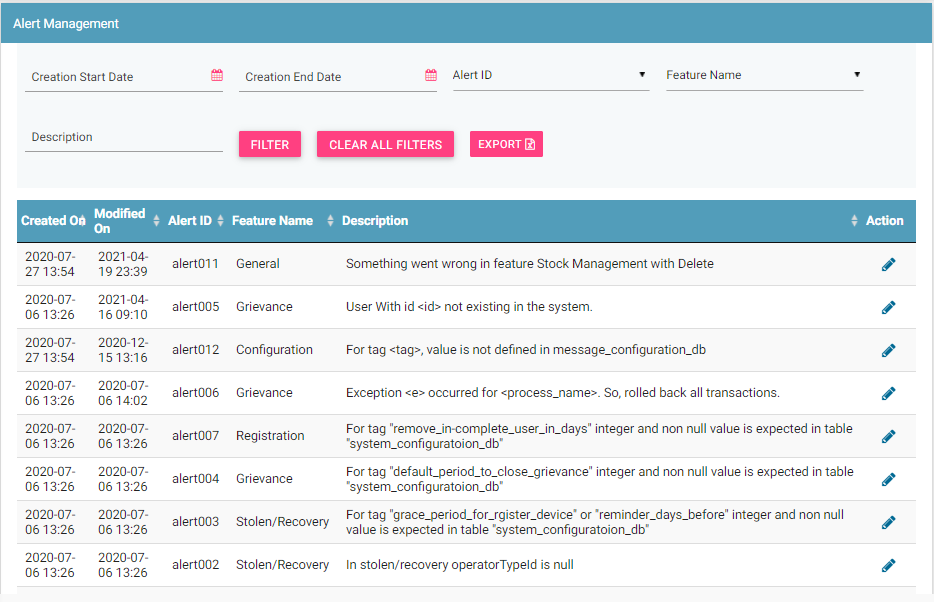 Alert Management
Creation Start Date
Creation End Date
Alert ID
Feature Name
Description
FILTER
CLEAR ALL FILTERS
EXPORT
Created On
Modified On
Alert ID
Feature Name
Description
Action
2020-07-27 13:54
2021-04-19 23:39
alert011
General
Something went wrong in feature Stock Management with Delete
2020-07-06 13:26
2021-04-16 09:10
alert005
Grievance
User With id <id> not existing in the system.
2020-07-27 13:54
2020-12-15 13:16
alert012
Configuration
For tag <tag>, value is not defined in message_configuration_db
2020-07-06 13:26
2020-07-06 14:02
alert006
Grievance
Exception <e> occurred for <process_name>. So, rolled back all transactions.
2020-07-06 13:26
2020-07-06 13:26
alert007
Registration
For tag "remove_in-complete_user_in_days" integer and non null value is expected in table
"system_configuratoion_db"
2020-07-06 13:26
2020-07-06 13:26
alert004
Grievance
For tag "default_period_to_close_grievance" integer and non null value is expected in table
"system_configuratoion_db"
2020-07-06 13:26
2020-07-06 13:26
alert003
Stolen/Recovery
For tag "grace_period_for_rgister_device" or "reminder_days_before" integer and non null
value is expected in table "system_configuratoion_db"
2020-07-06 13:26
2020-07-06 13:26
alert002
Stolen/Recovery
In stolen/recovery operatorTypeId is null